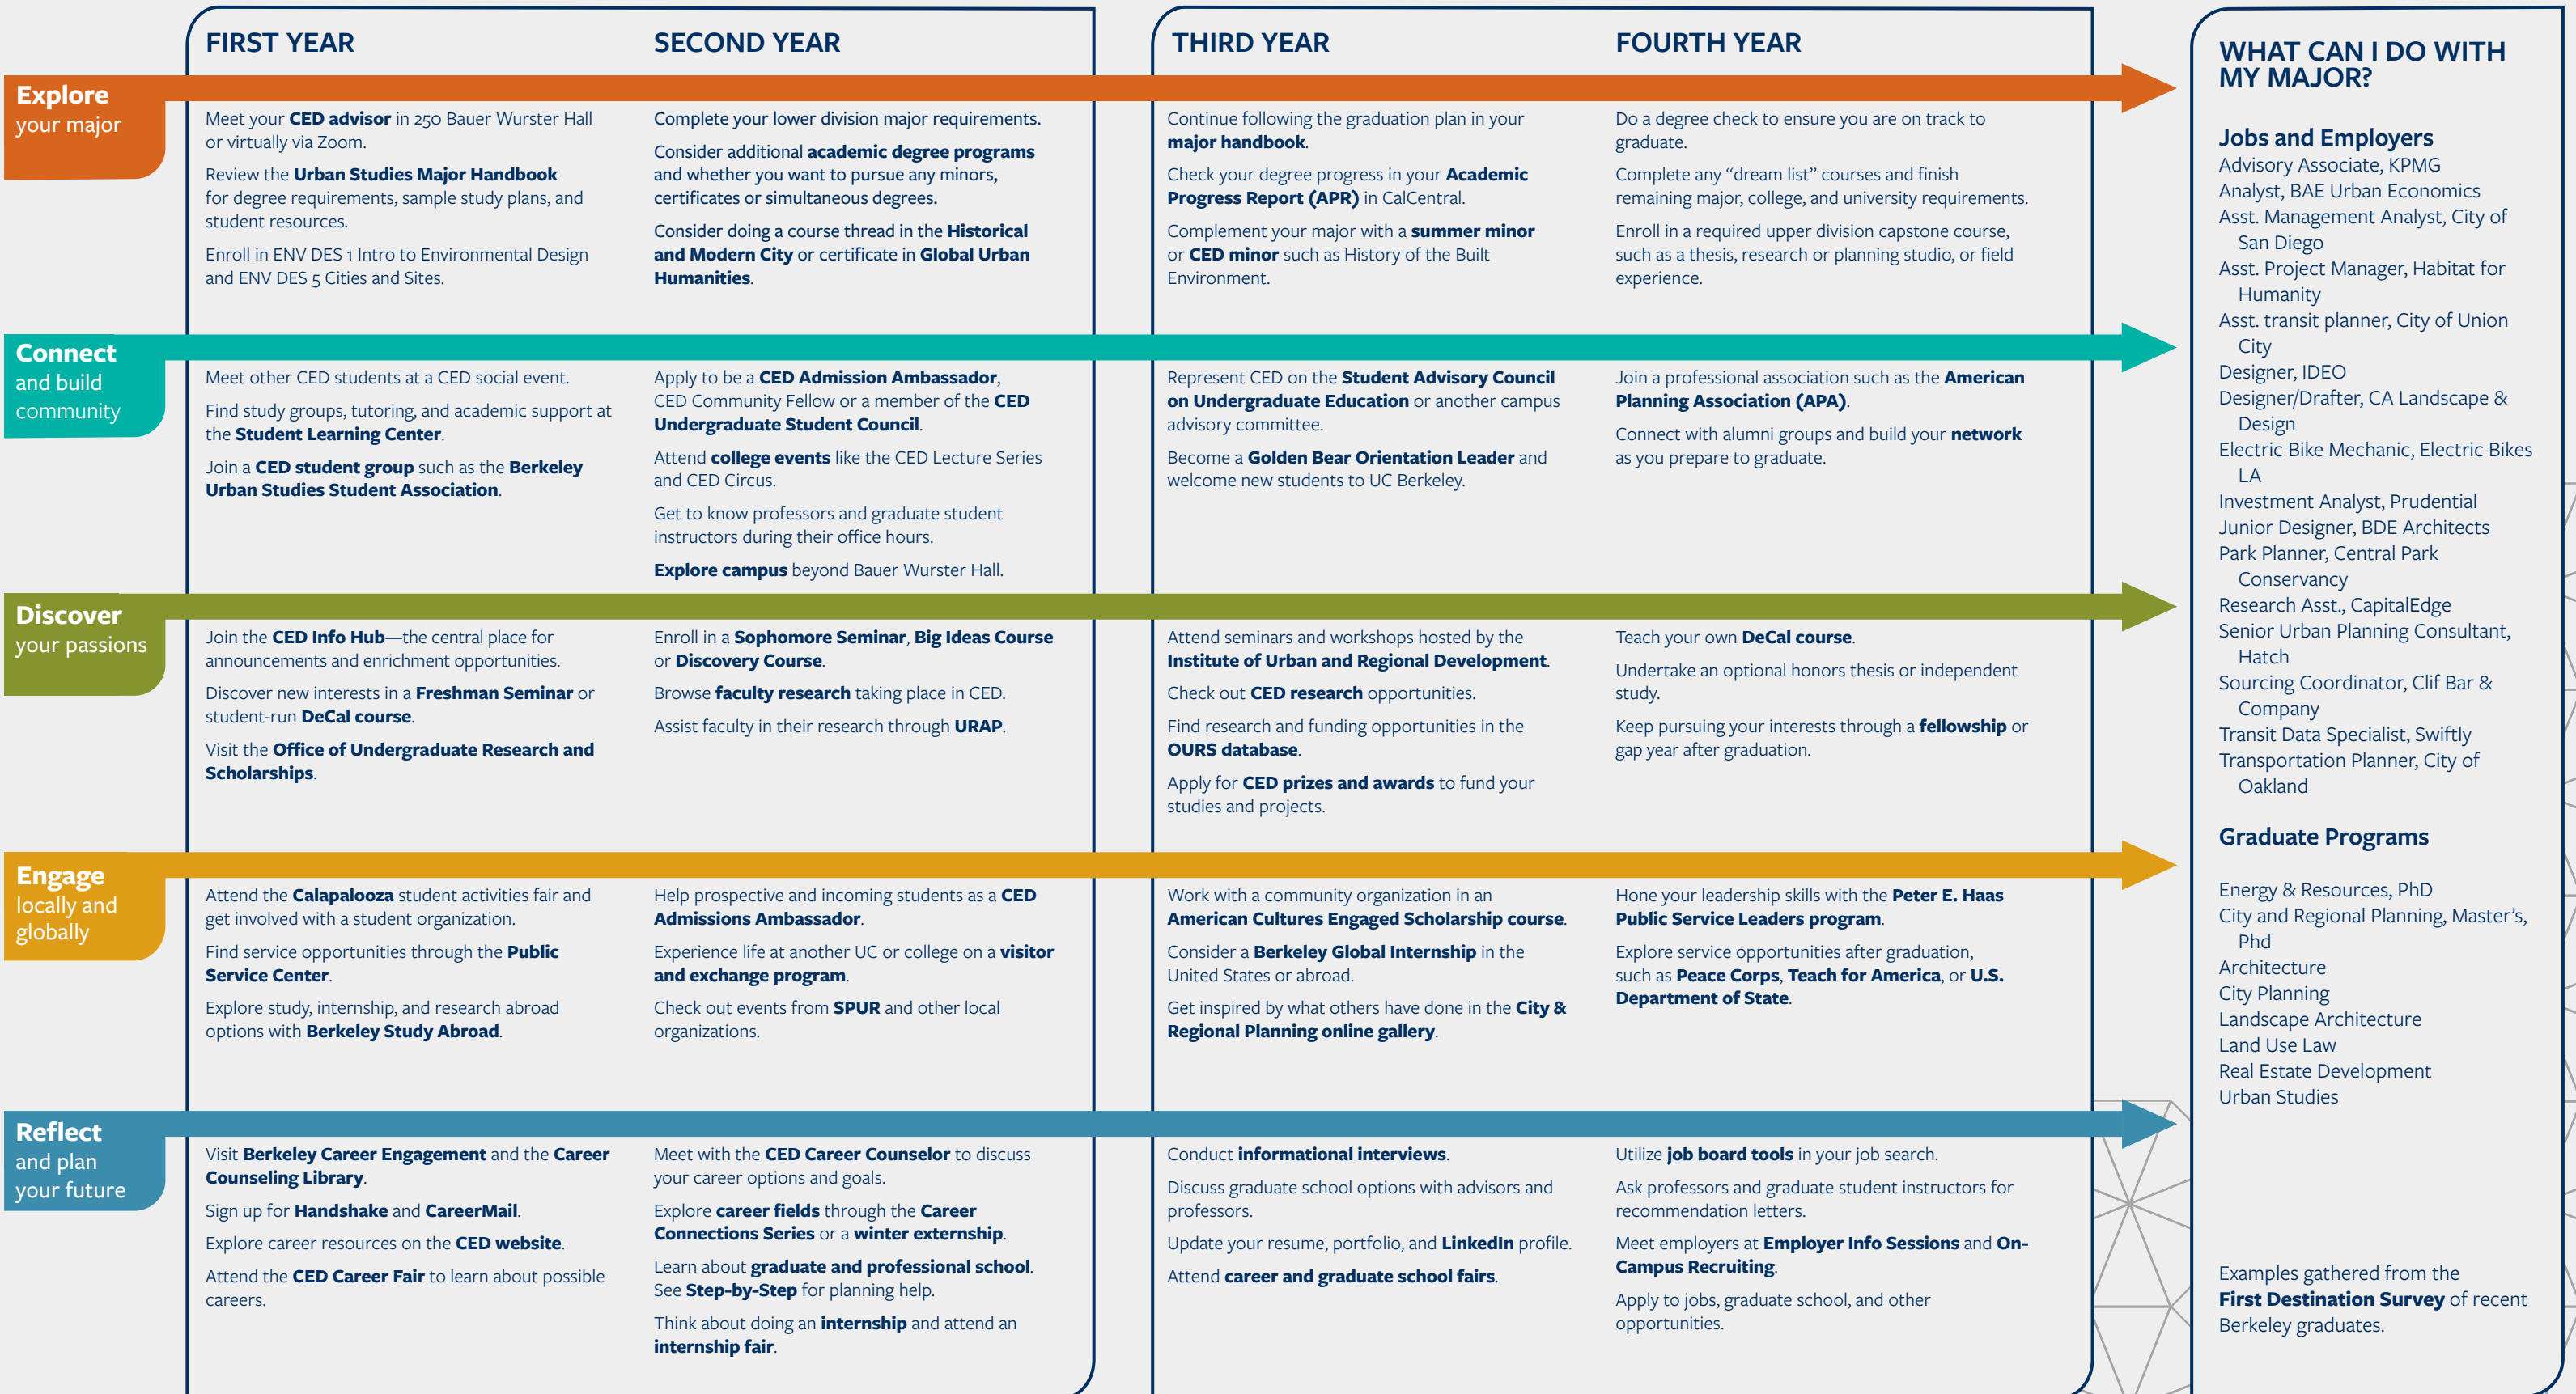 FIRST YEAR
SECOND YEAR
THIRD YEAR
FOURTH YEAR
Explore
your major
Meet your CED advisor in 250 Bauer Wurster Hall
or virtually via Zoom.
Review the Urban Studies Major Handbook
for degree requirements, sample study plans, and
student resources.
Enroll in ENV DES 1 Intro to Environmental Design
and ENV DES 5 Cities and Sites.
Complete your lower division major requirements.
Consider additional academic degree programs
and whether you want to pursue any minors,
certificates or simultaneous degrees.
Consider doing a course thread in the Historical
and Modern City or certificate in Global Urban
Humanities.
Continue following the graduation plan in your
major handbook.
Check your degree progress in your Academic
Progress Report (APR) in CalCentral.
Complement your major with a summer minor
or CED minor such as History of the Built
Environment.
Do a degree check to ensure you are on track to
graduate.
Complete any “dream list” courses and finish
remaining major, college, and university requirements.
Enroll in a required upper division capstone course,
such as a thesis, research or planning studio, or field
experience.
Connect
and build
community
Meet other CED students at a CED social event.
Find study groups, tutoring, and academic support at
the Student Learning Center.
Join a CED student group such as the Berkeley
Urban Studies Student Association.
Apply to be a CED Admission Ambassador,
CED Community Fellow or a member of the CED
Undergraduate Student Council.
Attend college events like the CED Lecture Series
and CED Circus.
Get to know professors and graduate student
instructors during their office hours.
Explore campus beyond Bauer Wurster Hall.
Represent CED on the Student Advisory Council
on Undergraduate Education or another campus
advisory committee.
Become a Golden Bear Orientation Leader and
welcome new students to UC Berkeley.
Join a professional association such as the American
Planning Association (APA).
Connect with alumni groups and build your network
as you prepare to graduate.
Discover
your passions
Join the CED Info Hub—the central place for
announcements and enrichment opportunities.
Discover new interests in a Freshman Seminar or
student-run DeCal course.
Visit the Office of Undergraduate Research and
Scholarships.
Enroll in a Sophomore Seminar, Big Ideas Course
or Discovery Course.
Browse faculty research taking place in CED.
Assist faculty in their research through URAP.
Attend seminars and workshops hosted by the
Institute of Urban and Regional Development.
Check out CED research opportunities.
Find research and funding opportunities in the
OURS database.
Apply for CED prizes and awards to fund your
studies and projects.
Teach your own DeCal course.
Undertake an optional honors thesis or independent
study.
Keep pursuing your interests through a fellowship or
gap year after graduation.
Engage
locally and
globally
Attend the Calapalooza student activities fair and
get involved with a student organization.
Find service opportunities through the Public
Service Center.
Explore study, internship, and research abroad
options with Berkeley Study Abroad.
Help prospective and incoming students as a CED
Admissions Ambassador.
Experience life at another UC or college on a visitor
and exchange program.
Check out events from SPUR and other local
organizations.
Work with a community organization in an
American Cultures Engaged Scholarship course.
Consider a Berkeley Global Internship in the
United States or abroad.
Get inspired by what others have done in the City &
Regional Planning online gallery.
Hone your leadership skills with the Peter E. Haas
Public Service Leaders program.
Explore service opportunities after graduation,
such as Peace Corps, Teach for America, or U.S.
Department of State.
Reflect
and plan
your future
Visit Berkeley Career Engagement and the Career
Counseling Library.
Sign up for Handshake and CareerMail.
Explore career resources on the CED website.
Attend the CED Career Fair to learn about possible
careers.
Meet with the CED Career Counselor to discuss
your career options and goals.
Explore career fields through the Career
Connections Series or a winter externship.
Learn about graduate and professional school.
See Step-by-Step for planning help.
Think about doing an internship and attend an
internship fair.
Conduct informational interviews.
Discuss graduate school options with advisors and
professors.
Update your resume, portfolio, and LinkedIn profile.
Attend career and graduate school fairs.
Utilize job board tools in your job search.
Ask professors and graduate student instructors for
recommendation letters.
Meet employers at Employer Info Sessions and On-
Campus Recruiting.
Apply to jobs, graduate school, and other
opportunities.
WHAT CAN I DO WITH
MY MAJOR?
Jobs and Employers
Advisory Associate, KPMG
Analyst, BAE Urban Economics
Asst. Management Analyst, City of
San Diego
Asst. Project Manager, Habitat for
Humanity
Asst. transit planner, City of Union
City
Designer, IDEO
Designer/Drafter, CA Landscape &
Design
Electric Bike Mechanic, Electric Bikes
LA
Investment Analyst, Prudential
Junior Designer, BDE Architects
Park Planner, Central Park
Conservancy
Research Asst., CapitalEdge
Senior Urban Planning Consultant,
Hatch
Sourcing Coordinator, Clif Bar &
Company
Transit Data Specialist, Swiftly
Transportation Planner, City of
Oakland
Graduate Programs
Energy & Resources, PhD
City and Regional Planning, Master’s,
Phd
Architecture
City Planning
Landscape Architecture
Land Use Law
Real Estate Development
Urban Studies
Examples gathered from the
First Destination Survey of recent
Berkeley graduates.